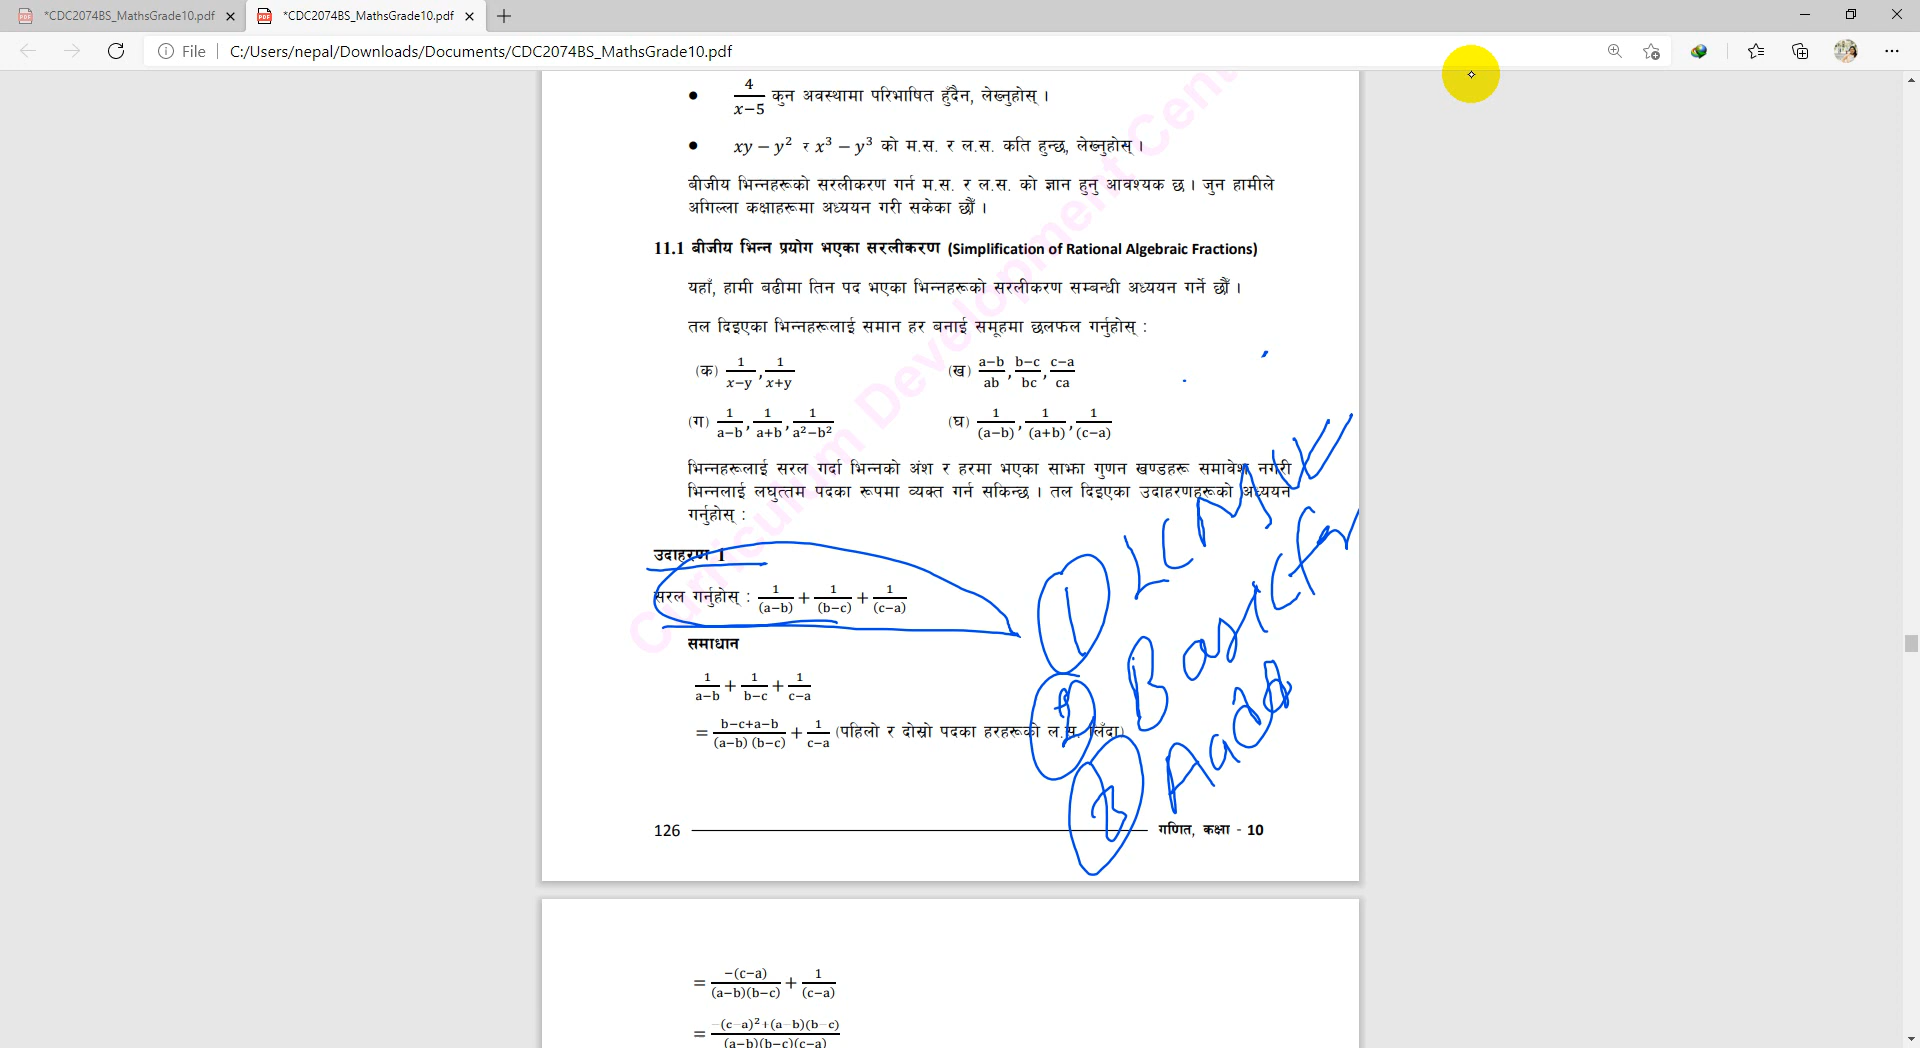 *CDC2074BS_MathsGrade10.pdf
*CDC2074BS_MathsGrade10.pdf
File C:/Users/nepal/Downloads/Documents/CDC2074BS_MathsGrade10.pdf
Curriculum Development Cent
• 4/(x−5) कुन अवस्थामा परिभाषित हुँदैन, लेख्नुहोस् ।
• xy − y² र x³ − y³ को म.स. र ल.स. कति हुन्छ, लेख्नुहोस् ।
बीजीय भिन्नहरूको सरलीकरण गर्न म.स. र ल.स. को ज्ञान हुनु आवश्यक छ । जुन हामीले
अगिल्ला कक्षाहरूमा अध्ययन गरी सकेका छौँ ।
11.1 बीजीय भिन्न प्रयोग भएका सरलीकरण (Simplification of Rational Algebraic Fractions)
यहाँ, हामी बढीमा तिन पद भएका भिन्नहरूको सरलीकरण सम्बन्धी अध्ययन गर्ने छौँ ।
तल दिइएका भिन्नहरूलाई समान हर बनाई समूहमा छलफल गर्नुहोस् :
(क) 1/(x−y), 1/(x+y) (ख) (a−b)/ab, (b−c)/bc, (c−a)/ca
(ग) 1/(a−b), 1/(a+b), 1/(a²−b²) (घ) 1/(a−b), 1/(a+b), 1/(c−a)
भिन्नहरूलाई सरल गर्दा भिन्नको अंश र हरमा भएका साझा गुणन खण्डहरू समावेश नगरी
भिन्नलाई लघुत्तम पदका रूपमा व्यक्त गर्न सकिन्छ । तल दिइएका उदाहरणहरूको अध्ययन
गर्नुहोस् :
उदाहरण 1
सरल गर्नुहोस् : 1/(a−b) + 1/(b−c) + 1/(c−a)
समाधान
1/(a−b) + 1/(b−c) + 1/(c−a)
= (b−c+a−b)/((a−b) (b−c)) + 1/(c−a) (पहिलो र दोस्रो पदका हरहरूको ल.स. लिँदा)
1 LCM
2
3
126 गणित, कक्षा - 10
= −(c−a)/((a−b)(b−c)) + 1/(c−a)
= (−(c−a)²+(a−b)(b−c))/((a−b)(b−c)(c−a))